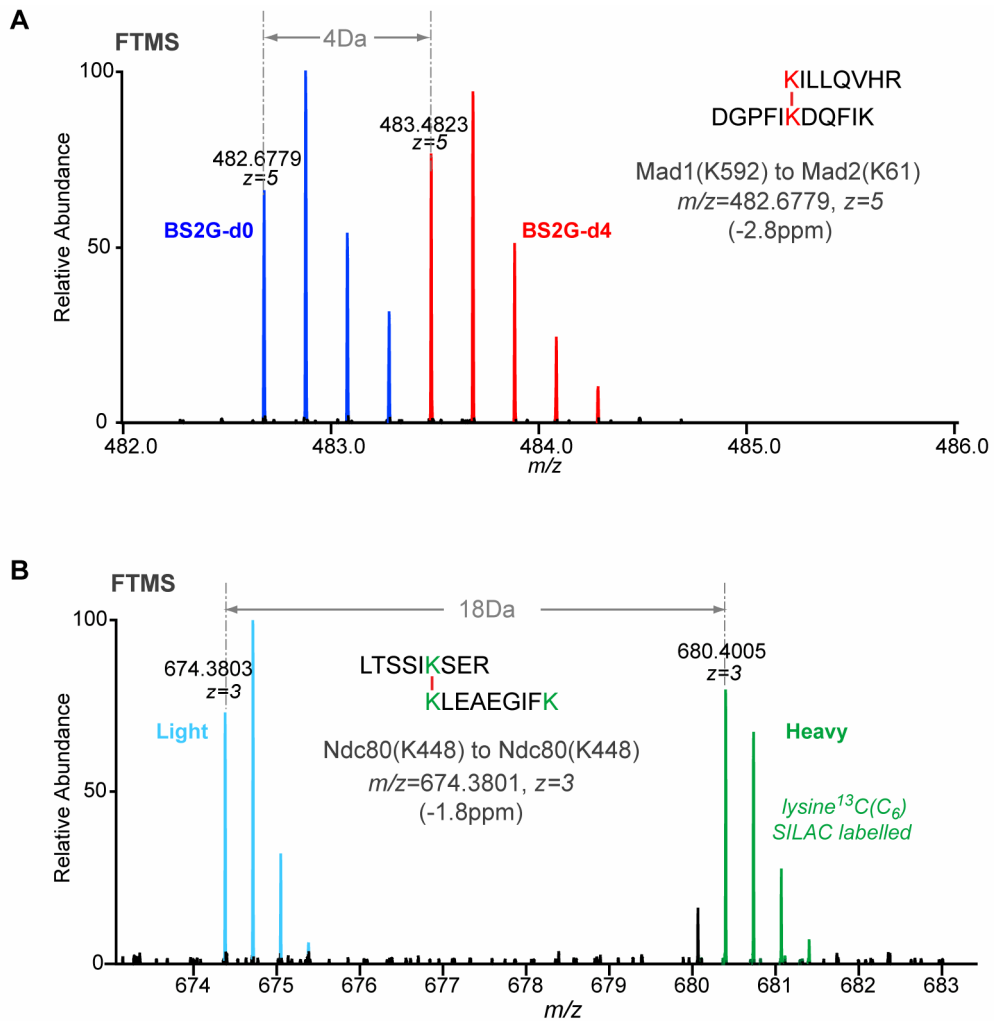 A
FTMS
4Da
100
50
0
Relative Abundance
482.6779
z=5
483.4823
z=5
BS2G-d0
BS2G-d4
KILLQVHR
DGPFIKDQFIK
Mad1(K592) to Mad2(K61)
m/z=482.6779, z=5
(-2.8ppm)
482.0 483.0 484.0 485.0 486.0
m/z
B
FTMS
18Da
100
50
0
Relative Abundance
674.3803
z=3
680.4005
z=3
Light
Heavy
LTSSIKSER
KLEAEGIFK
Ndc80(K448) to Ndc80(K448)
m/z=674.3801, z=3
(-1.8ppm)
lysine13C(C6)
SILAC labelled
674 675 676 677 678 679 680 681 682 683
m/z